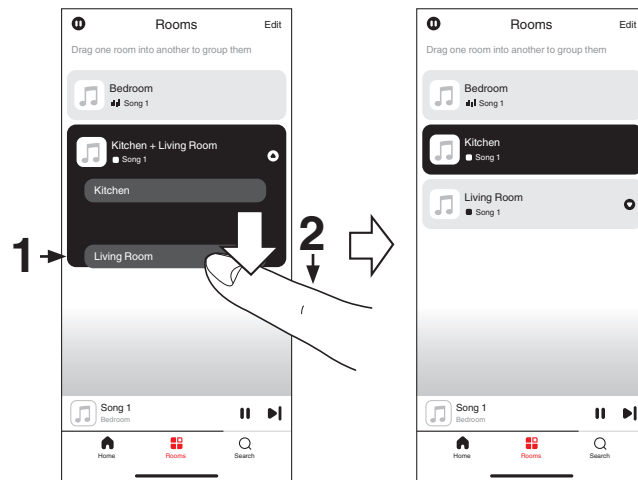 Rooms Edit
Drag one room into another to group them
Bedroom
Song 1
Kitchen + Living Room
Song 1
Kitchen
Living Room
1
2
Song 1
Bedroom
Home Rooms Search
Rooms Edit
Drag one room into another to group them
Bedroom
Song 1
Kitchen
Song 1
Living Room
Song 1
Song 1
Bedroom
Home Rooms Search